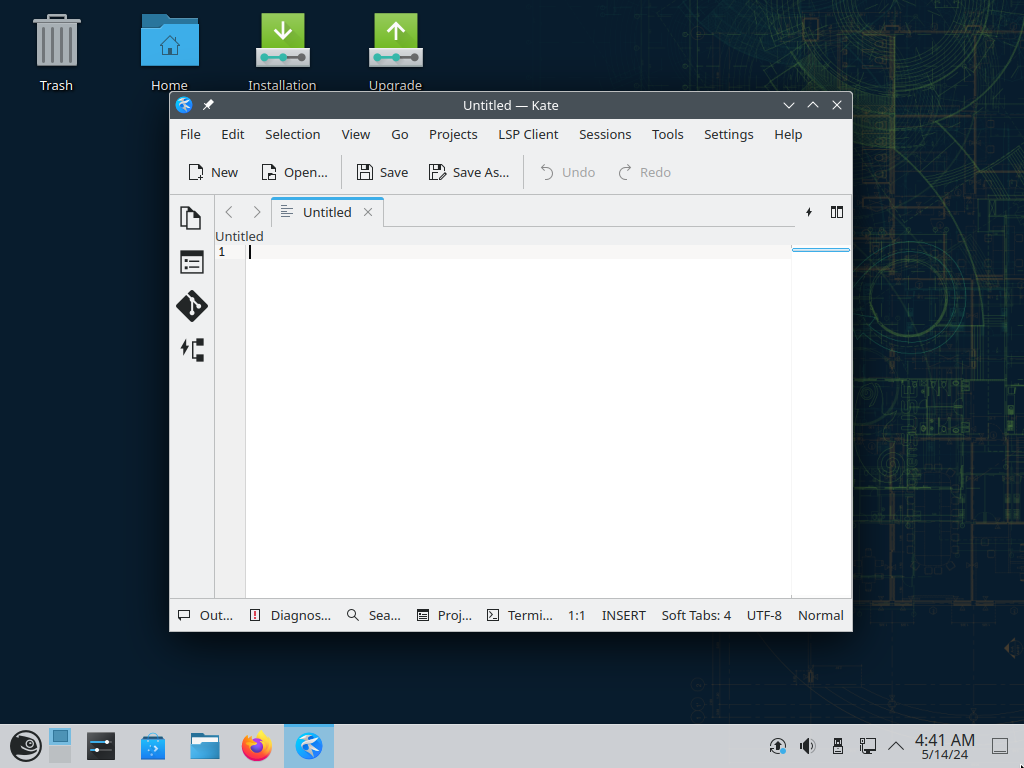 Trash
Home
Installation
Upgrade
Untitled — Kate
File Edit Selection View Go Projects LSP Client Sessions Tools Settings Help
New Open... Save Save As... Undo Redo
Untitled
Untitled
1
Out... Diagnos... Sea... Proj... Termi... 1:1 INSERT Soft Tabs: 4 UTF-8 Normal
4:41 AM
5/14/24